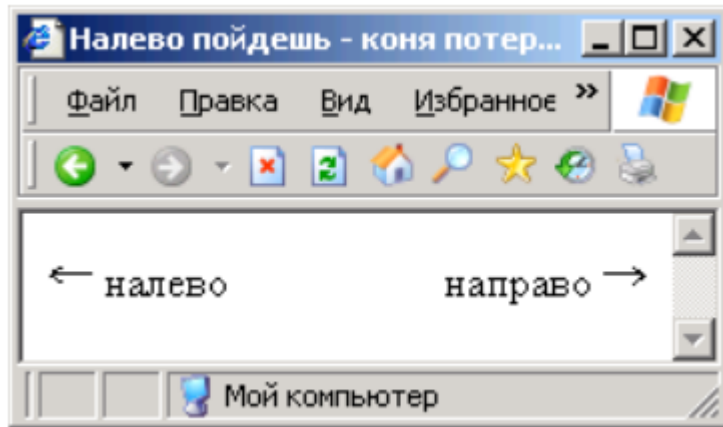 Налево пойдешь - коня потер...
Файл Правка Вид Избранное »
← налево направо →
Мой компьютер